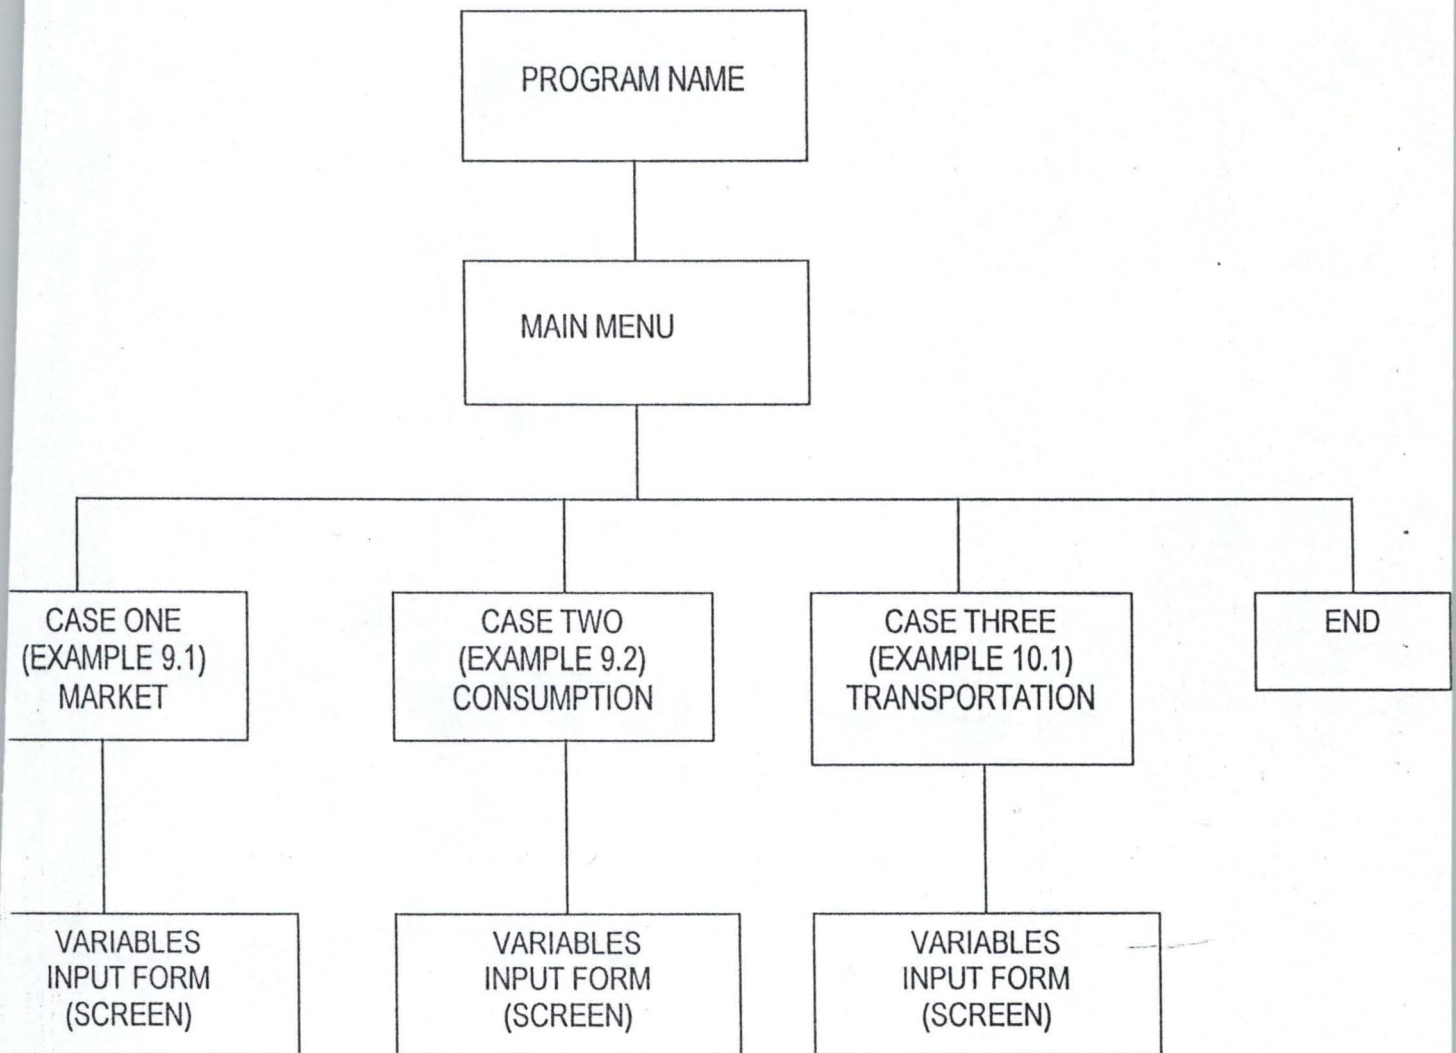 PROGRAM NAME
MAIN MENU
CASE ONE
(EXAMPLE 9.1)
MARKET
CASE TWO
(EXAMPLE 9.2)
CONSUMPTION
CASE THREE
(EXAMPLE 10.1)
TRANSPORTATION
END
VARIABLES
INPUT FORM
(SCREEN)
VARIABLES
INPUT FORM
(SCREEN)
VARIABLES
INPUT FORM
(SCREEN)